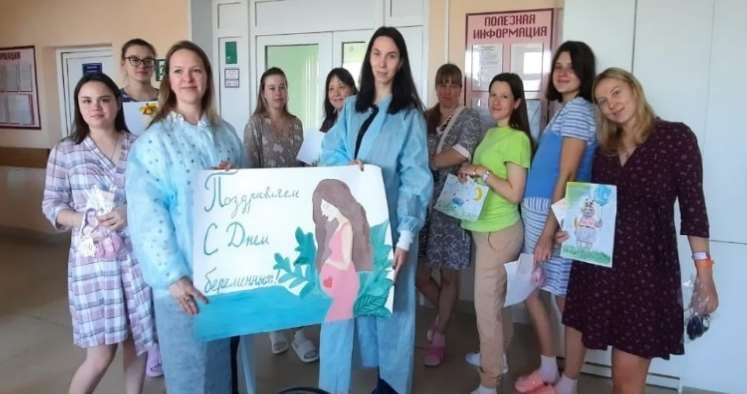 ПОЛЕЗНАЯ
ИНФОРМАЦИЯ
Поздравляем
С Днем
беременных!